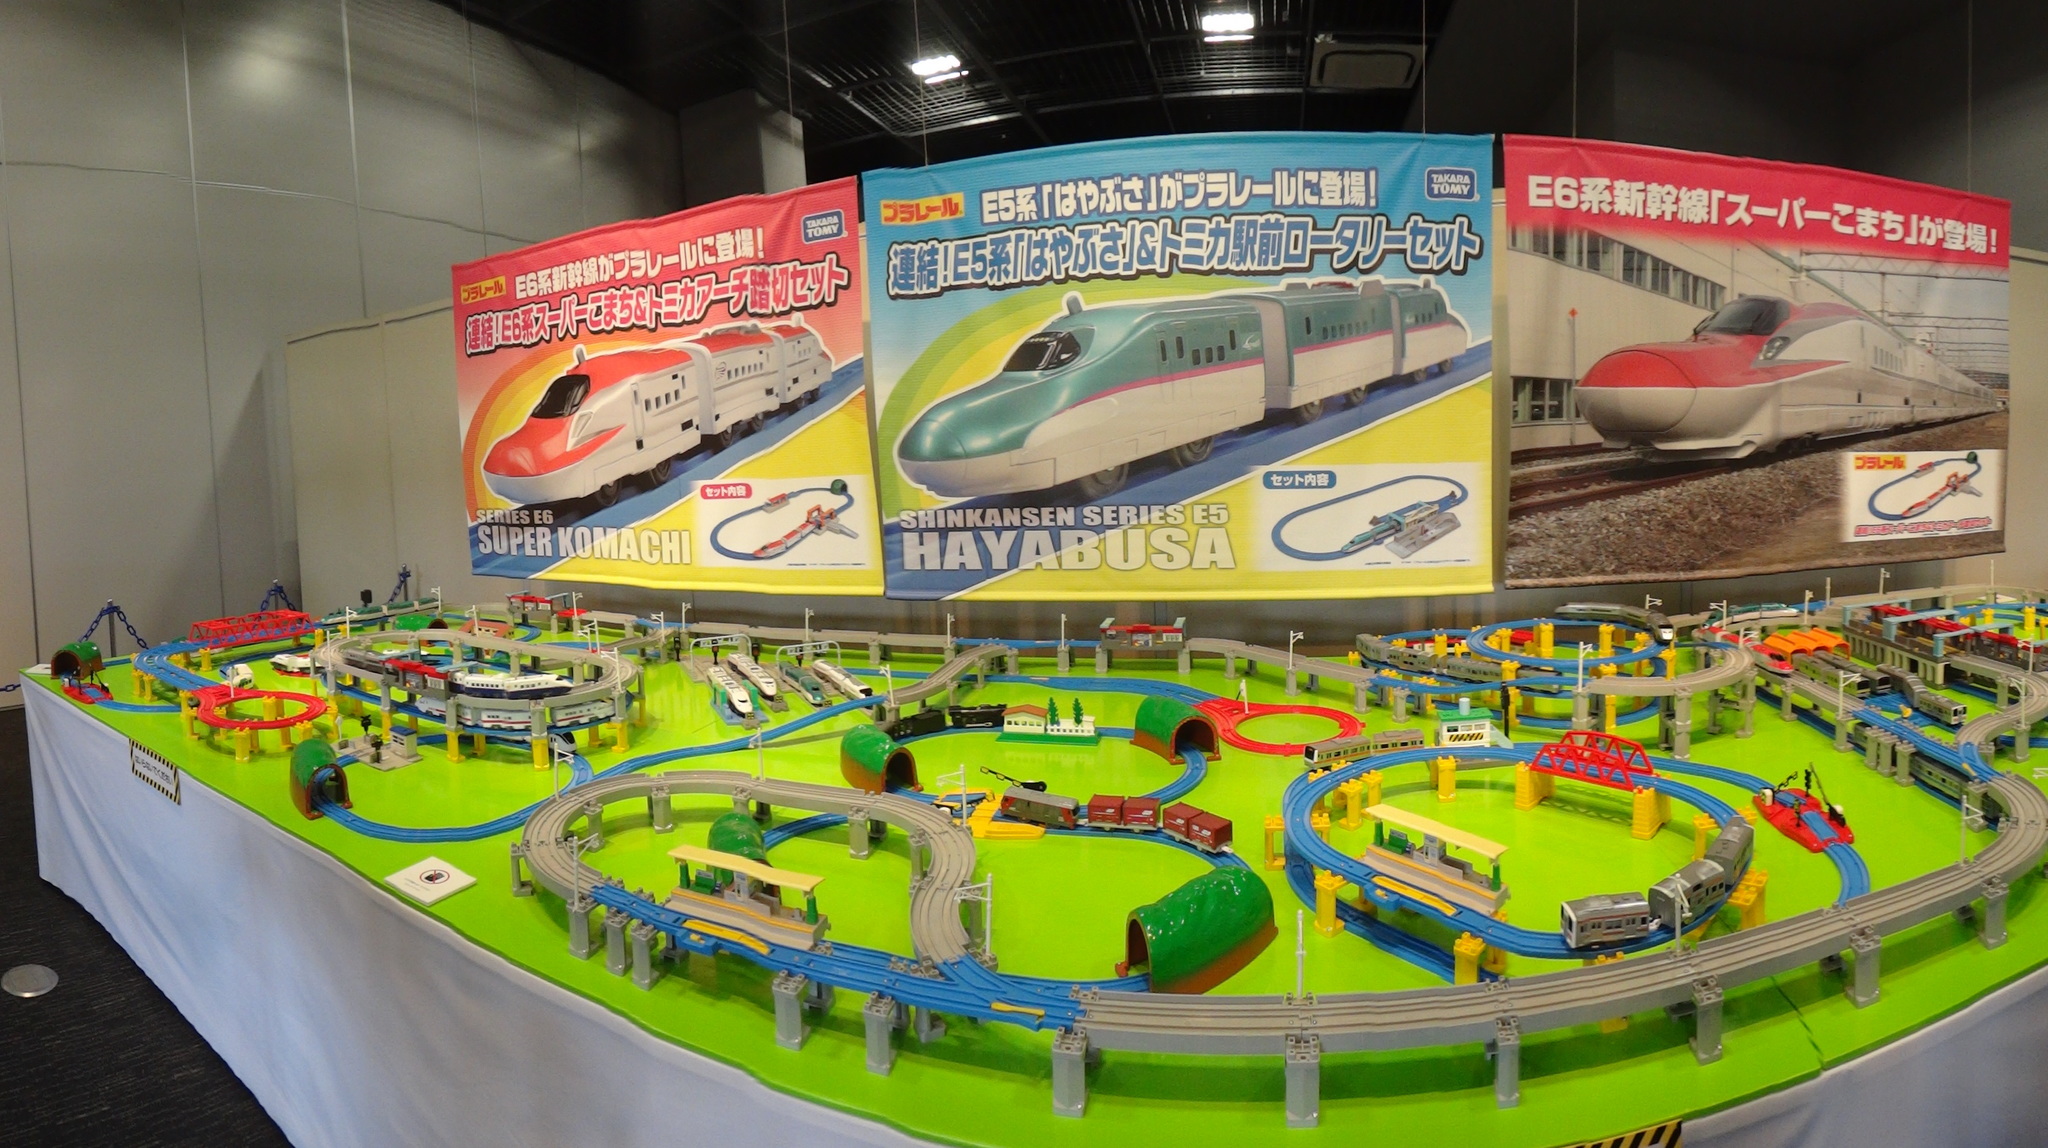 プラレール
E6系新幹線がプラレールに登場!
TAKARA
TOMY
連結!E6系スーパーこまち&トミカアーチ踏切セット
セット内容
SERIES E6
SUPER KOMACHI
プラレール
E5系「はやぶさ」がプラレールに登場!
TAKARA
TOMY
連結!E5系「はやぶさ」&トミカ駅前ロータリーセット
セット内容
SHINKANSEN SERIES E5
HAYABUSA
E6系新幹線「スーパーこまち」が登場!
プラレール